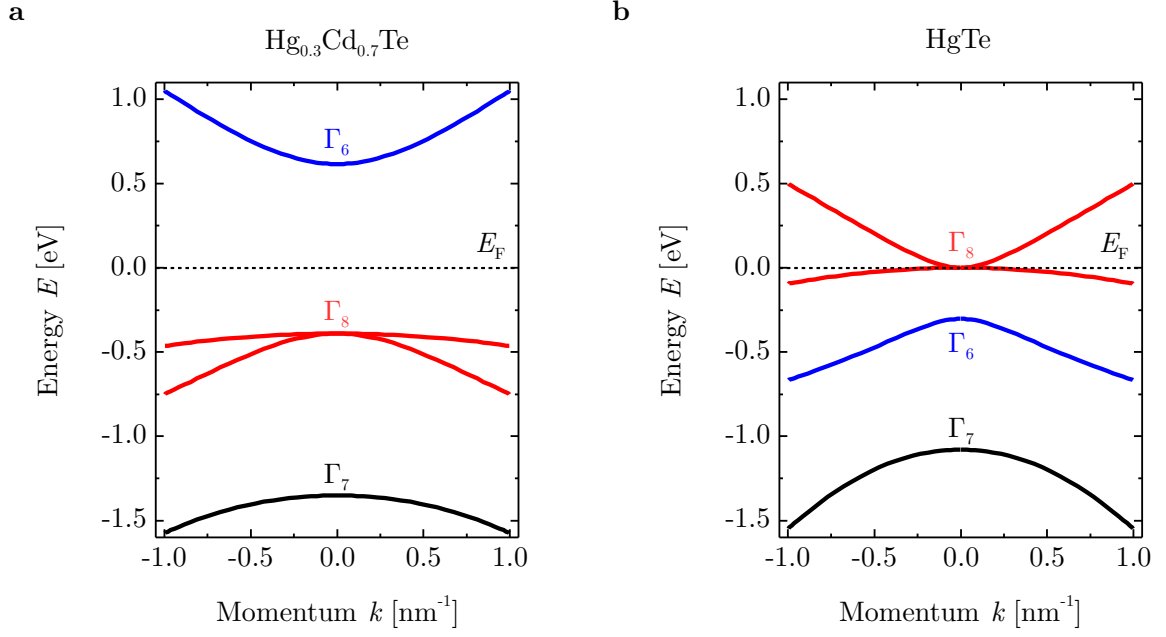 a
Hg0.3Cd0.7Te
1.0
0.5
0.0
-0.5
-1.0
-1.5
Energy E [eV]
Γ6
EF
Γ8
Γ7
-1.0 -0.5 0.0 0.5 1.0
Momentum k [nm-1]
b
HgTe
1.0
0.5
0.0
-0.5
-1.0
-1.5
Energy E [eV]
Γ8
EF
Γ6
Γ7
-1.0 -0.5 0.0 0.5 1.0
Momentum k [nm-1]